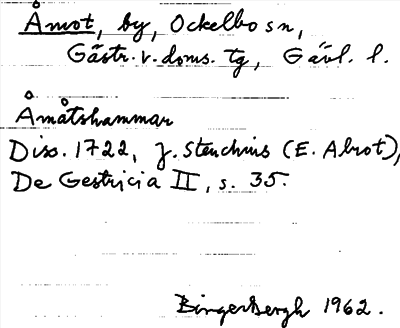 Åmot, by, Ockelbo sn,
Gästr. v. doms. tg, Gävl. l.
Åmåtshammar
Diss. 1722, J. Stenchius (E. Alrot),
De Gestricia II, s. 35.
Bingerbergh 1962.